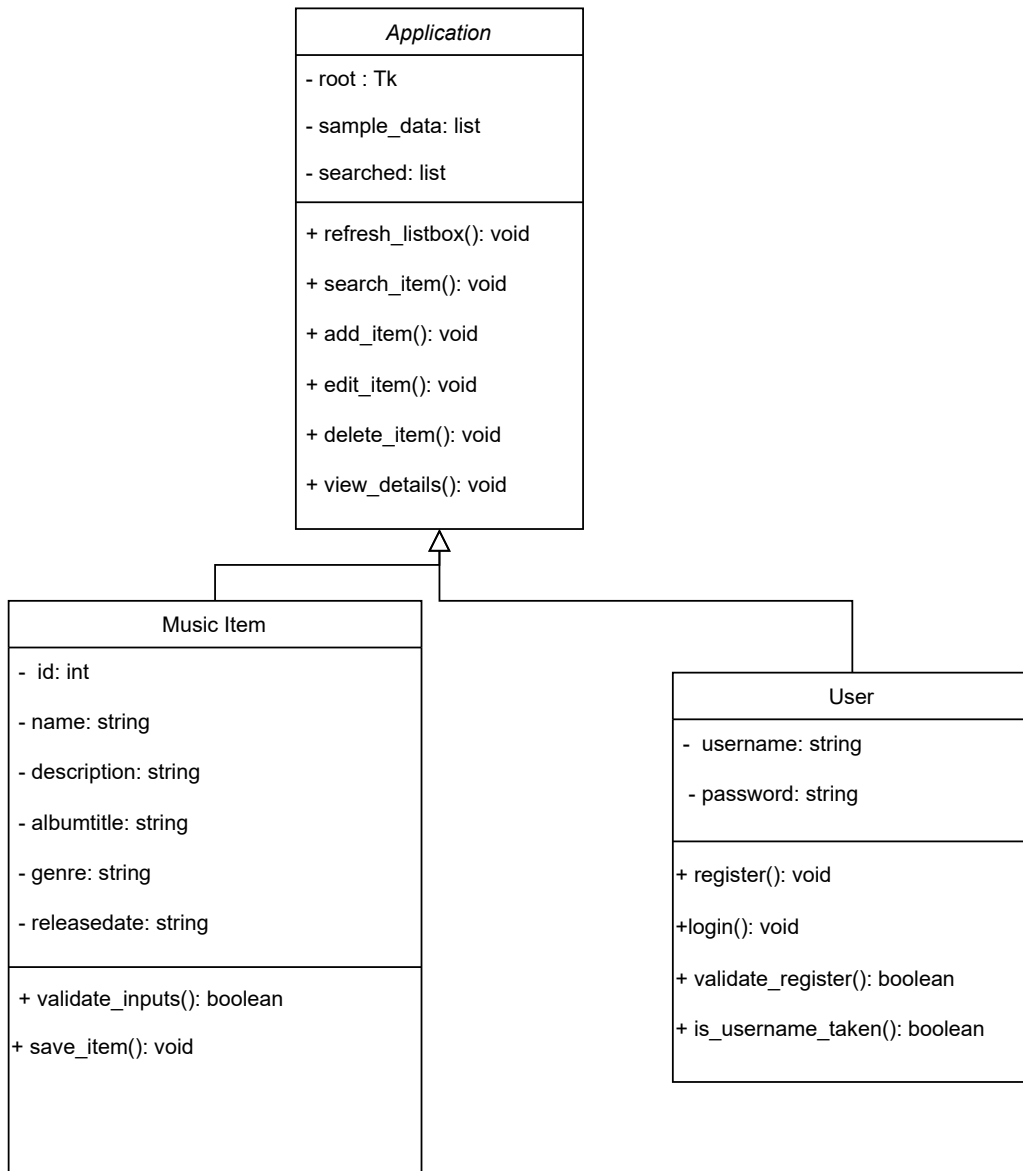 Application
- root : Tk
- sample_data: list
- searched: list
+ refresh_listbox(): void
+ search_item(): void
+ add_item(): void
+ edit_item(): void
+ delete_item(): void
+ view_details(): void
Music Item
- id: int
- name: string
- description: string
- albumtitle: string
- genre: string
- releasedate: string
+ validate_inputs(): boolean
+ save_item(): void
User
- username: string
- password: string
+ register(): void
+login(): void
+ validate_register(): boolean
+ is_username_taken(): boolean